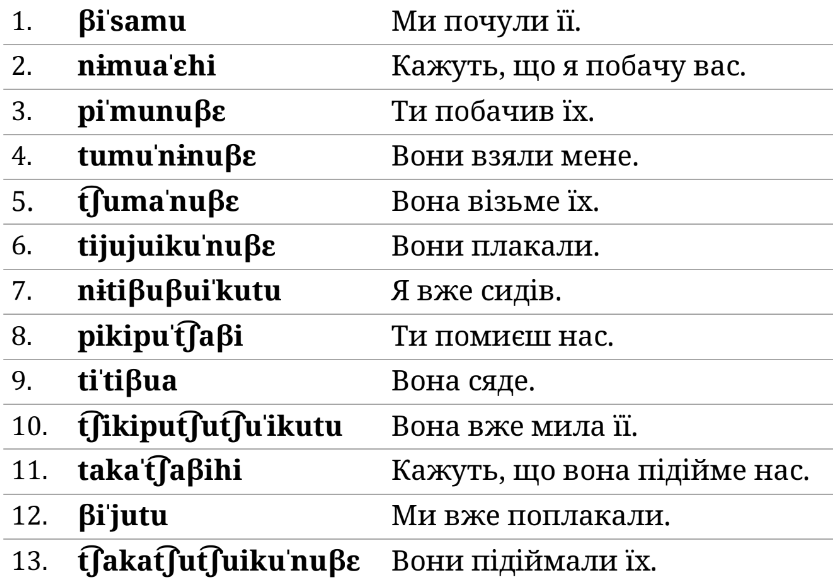 1. βiˈsamu Ми почули її.
2. nɨmuaˈɛhi Кажуть, що я побачу вас.
3. piˈmunuβɛ Ти побачив їх.
4. tumuˈnɨnuβɛ Вони взяли мене.
5. t͡ʃumaˈnuβɛ Вона візьме їх.
6. tijujuikuˈnuβɛ Вони плакали.
7. nɨtiβuβuiˈkutu Я вже сидів.
8. pikipuˈt͡ʃaβi Ти помиєш нас.
9. tiˈtiβua Вона сяде.
10. t͡ʃikiput͡ʃut͡ʃuˈikutu Вона вже мила її.
11. takaˈt͡ʃaβihi Кажуть, що вона підійме нас.
12. βiˈjutu Ми вже поплакали.
13. t͡ʃakat͡ʃut͡ʃuikuˈnuβɛ Вони підіймали їх.